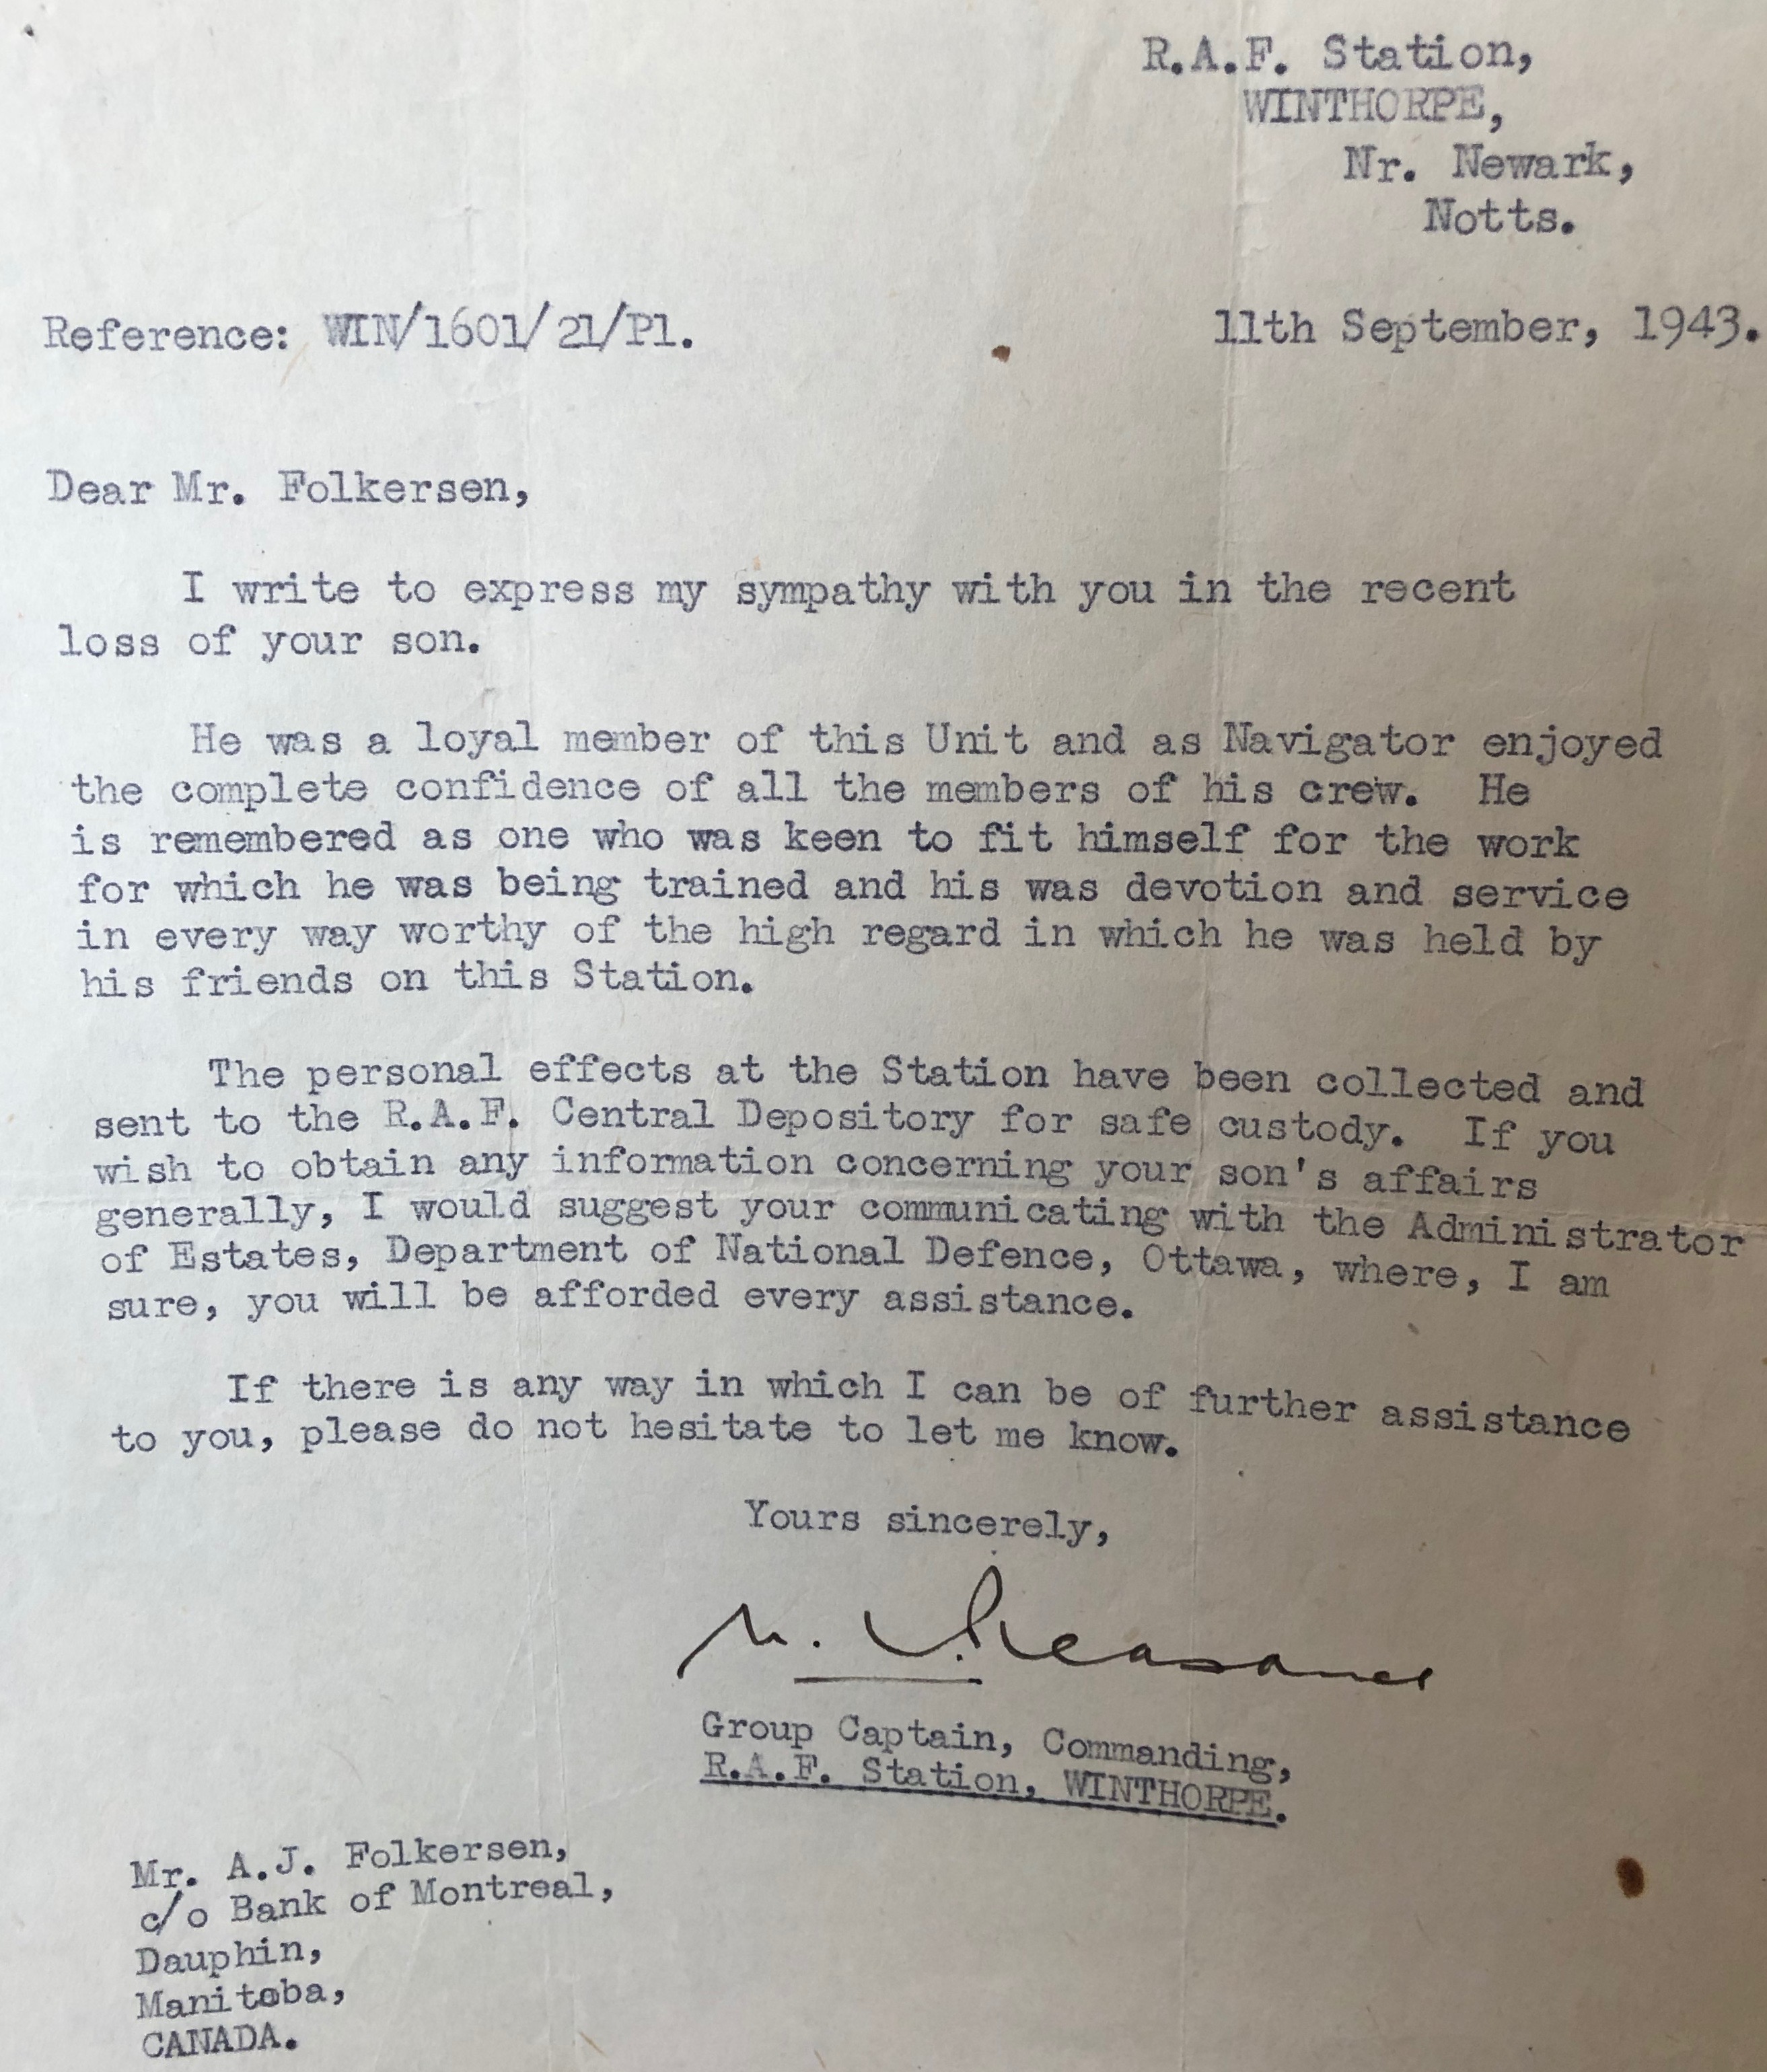 R.A.F. Station,
WINTHORPE,
Nr. Newark,
Notts.
Reference: WIN/1601/21/P1.
11th September, 1943.
Dear Mr. Folkersen,
I write to express my sympathy with you in the recent
loss of your son.
He was a loyal member of this Unit and as Navigator enjoyed
the complete confidence of all the members of his crew. He
is remembered as one who was keen to fit himself for the work
for which he was being trained and his was devotion and service
in every way worthy of the high regard in which he was held by
his friends on this Station.
The personal effects at the Station have been collected and
sent to the R.A.F. Central Depository for safe custody. If you
wish to obtain any information concerning your son's affairs
generally, I would suggest your communicating with the Administrator
of Estates, Department of National Defence, Ottawa, where, I am
sure, you will be afforded every assistance.
If there is any way in which I can be of further assistance
to you, please do not hesitate to let me know.
Yours sincerely,
Group Captain, Commanding,
R.A.F. Station, WINTHORPE.
Mr. A.J. Folkersen,
c/o Bank of Montreal,
Dauphin,
Manitoba,
CANADA.